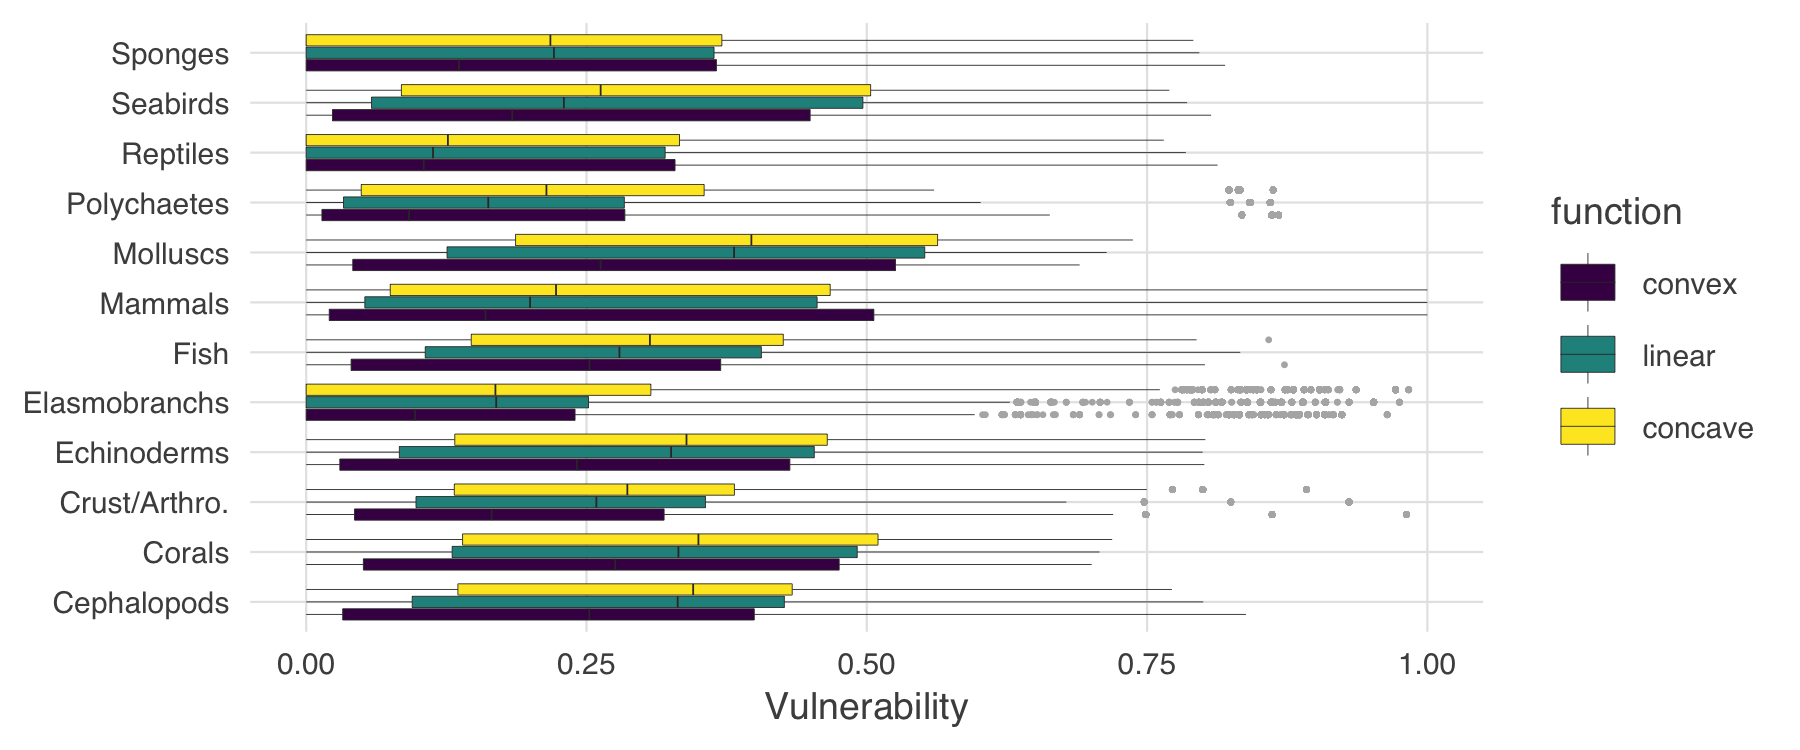 Sponges
Seabirds
Reptiles
Polychaetes
Molluscs
Mammals
Fish
Elasmobranchs
Echinoderms
Crust/Arthro.
Corals
Cephalopods
0.00 0.25 0.50 0.75 1.00
Vulnerability
function
convex
linear
concave